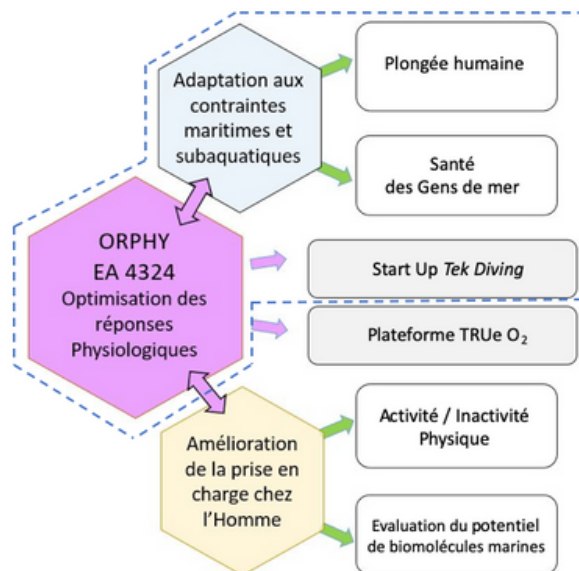 Adaptation aux
contraintes
maritimes et
subaquatiques
Plongée humaine
Santé
des Gens de mer
ORPHY
EA 4324
Optimisation des
réponses
Physiologiques
Start Up Tek Diving
Plateforme TRUe O₂
Amélioration
de la prise en
charge chez
l'Homme
Activité / Inactivité
Physique
Evaluation du potentiel
de biomolécules marines